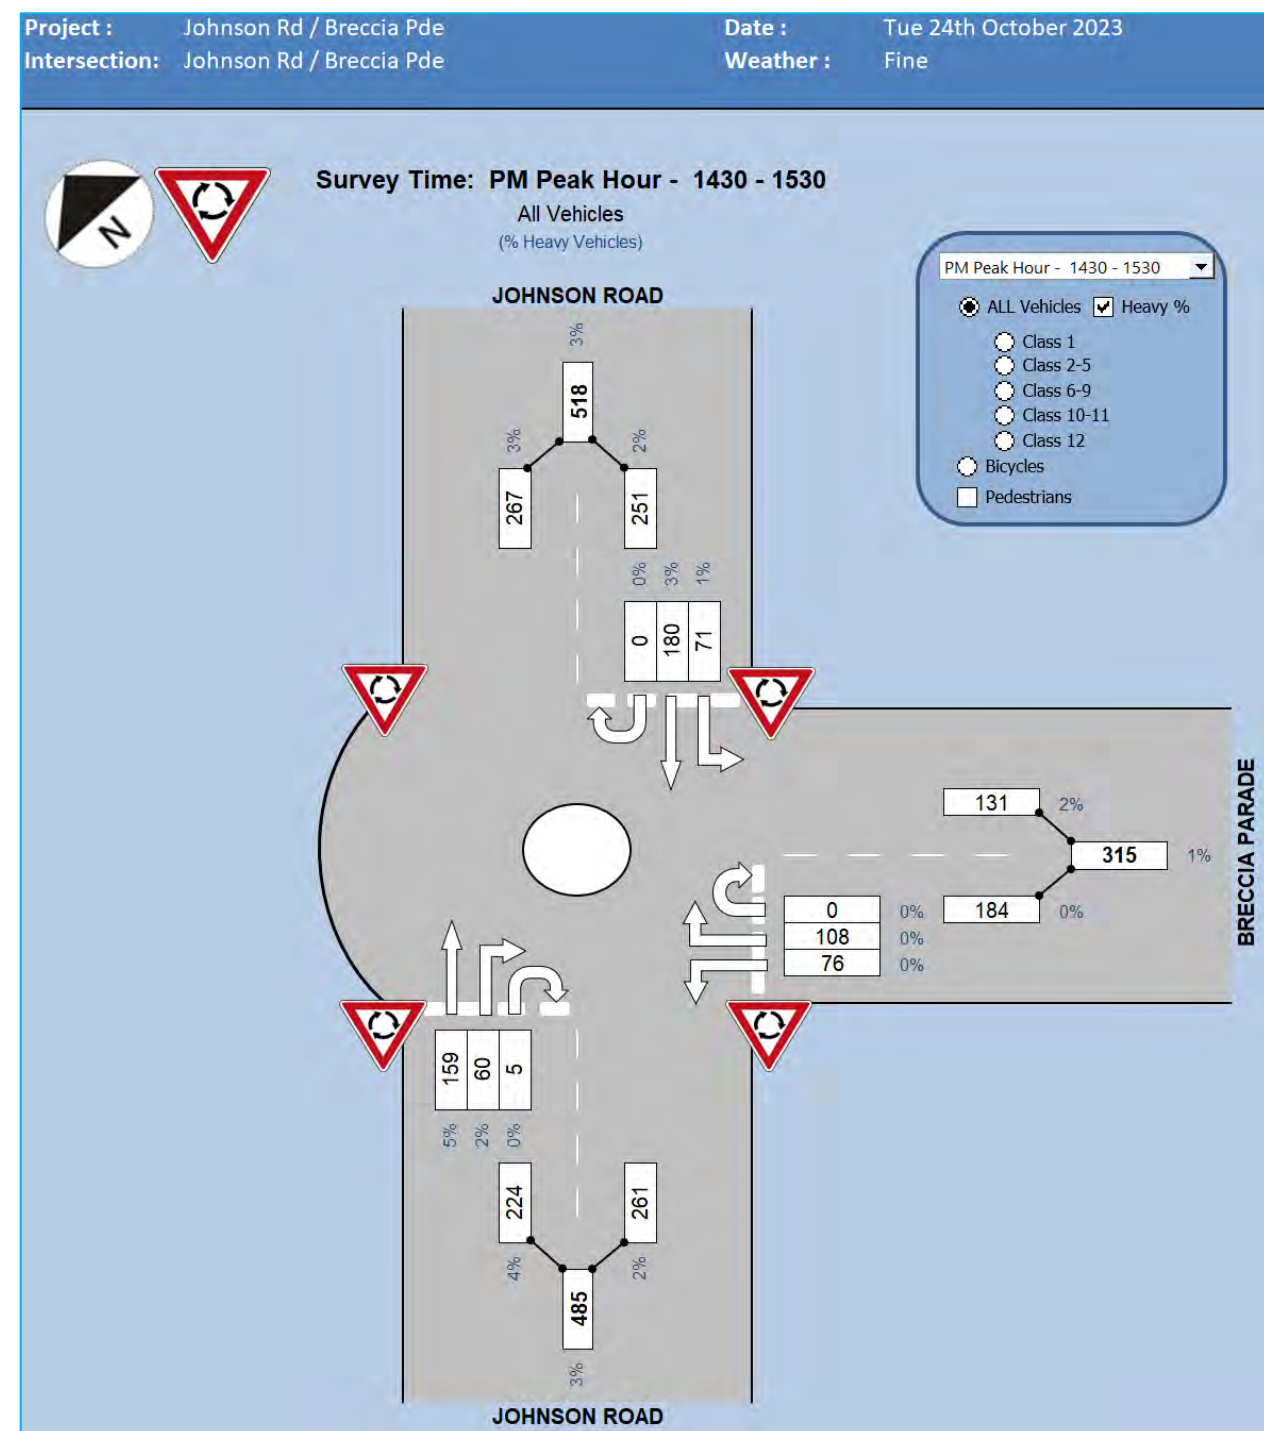 Project : Johnson Rd / Breccia Pde Date : Tue 24th October 2023
Intersection: Johnson Rd / Breccia Pde Weather : Fine
N
Survey Time: PM Peak Hour - 1430 - 1530
All Vehicles
(% Heavy Vehicles)
PM Peak Hour - 1430 - 1530
ALL Vehicles Heavy %
Class 1
Class 2-5
Class 6-9
Class 10-11
Class 12
Bicycles
Pedestrians
JOHNSON ROAD
3%
518
3% 2%
267 251
0% 3% 1%
0 180 71
BRECCIA PARADE
131 2%
315 1%
184 0%
0 0%
108 0%
76 0%
159 60 5
5% 2% 0%
224 261
4% 2%
485
3%
JOHNSON ROAD